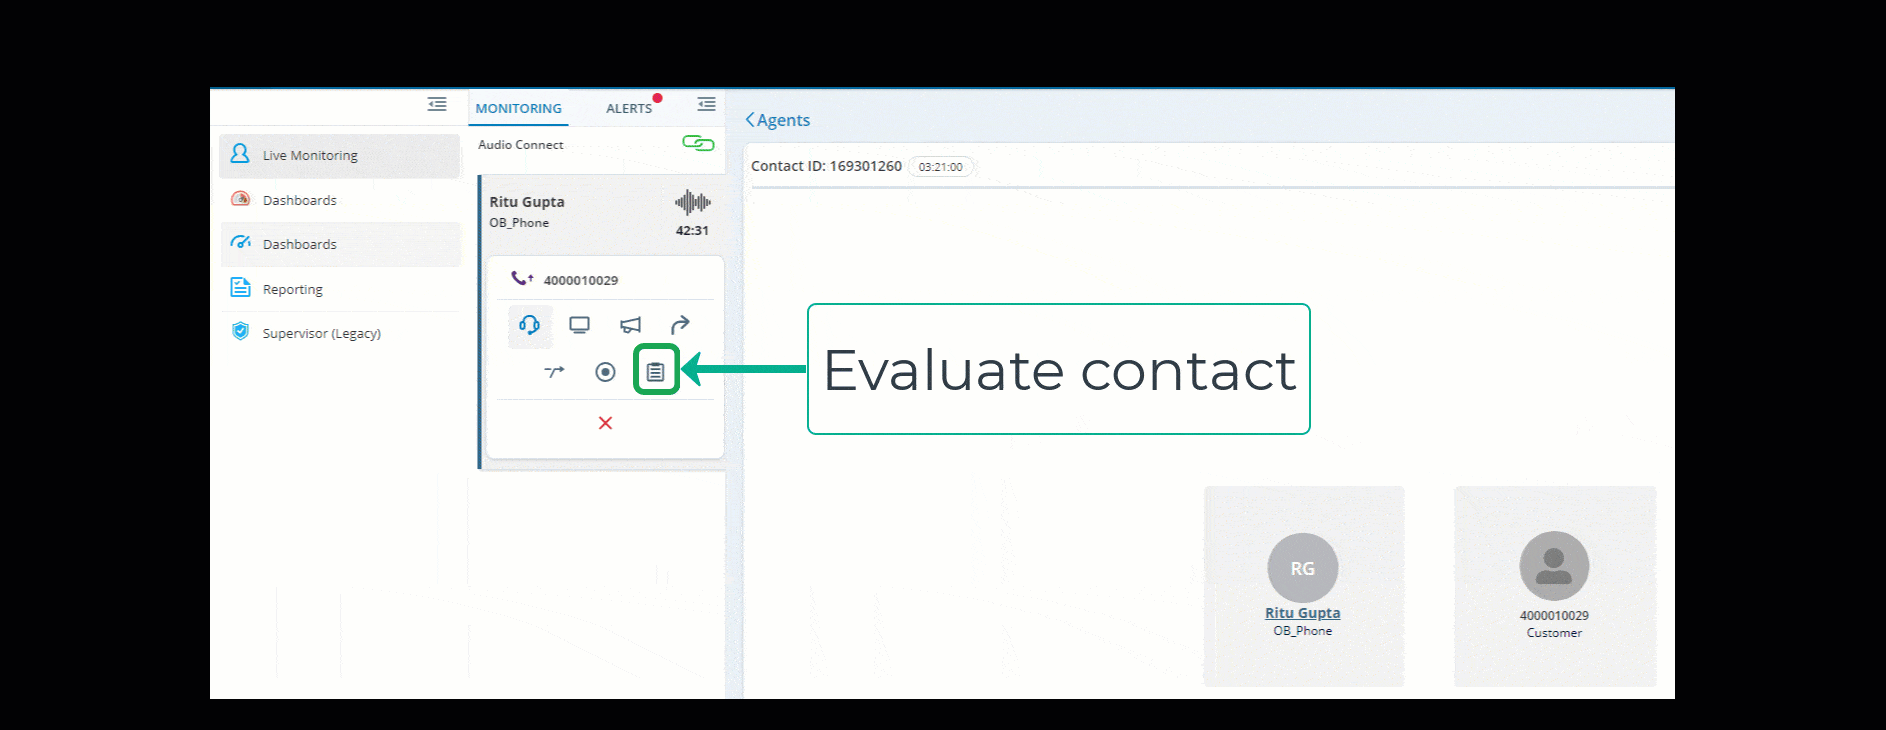 MONITORING
ALERTS
Agents
Audio Connect
Live Monitoring
Dashboards
Dashboards
Reporting
Supervisor (Legacy)
Contact ID: 169301260
03:21:00
Ritu Gupta
OB_Phone
42:31
4000010029
Evaluate contact
RG
Ritu Gupta
OB_Phone
4000010029
Customer